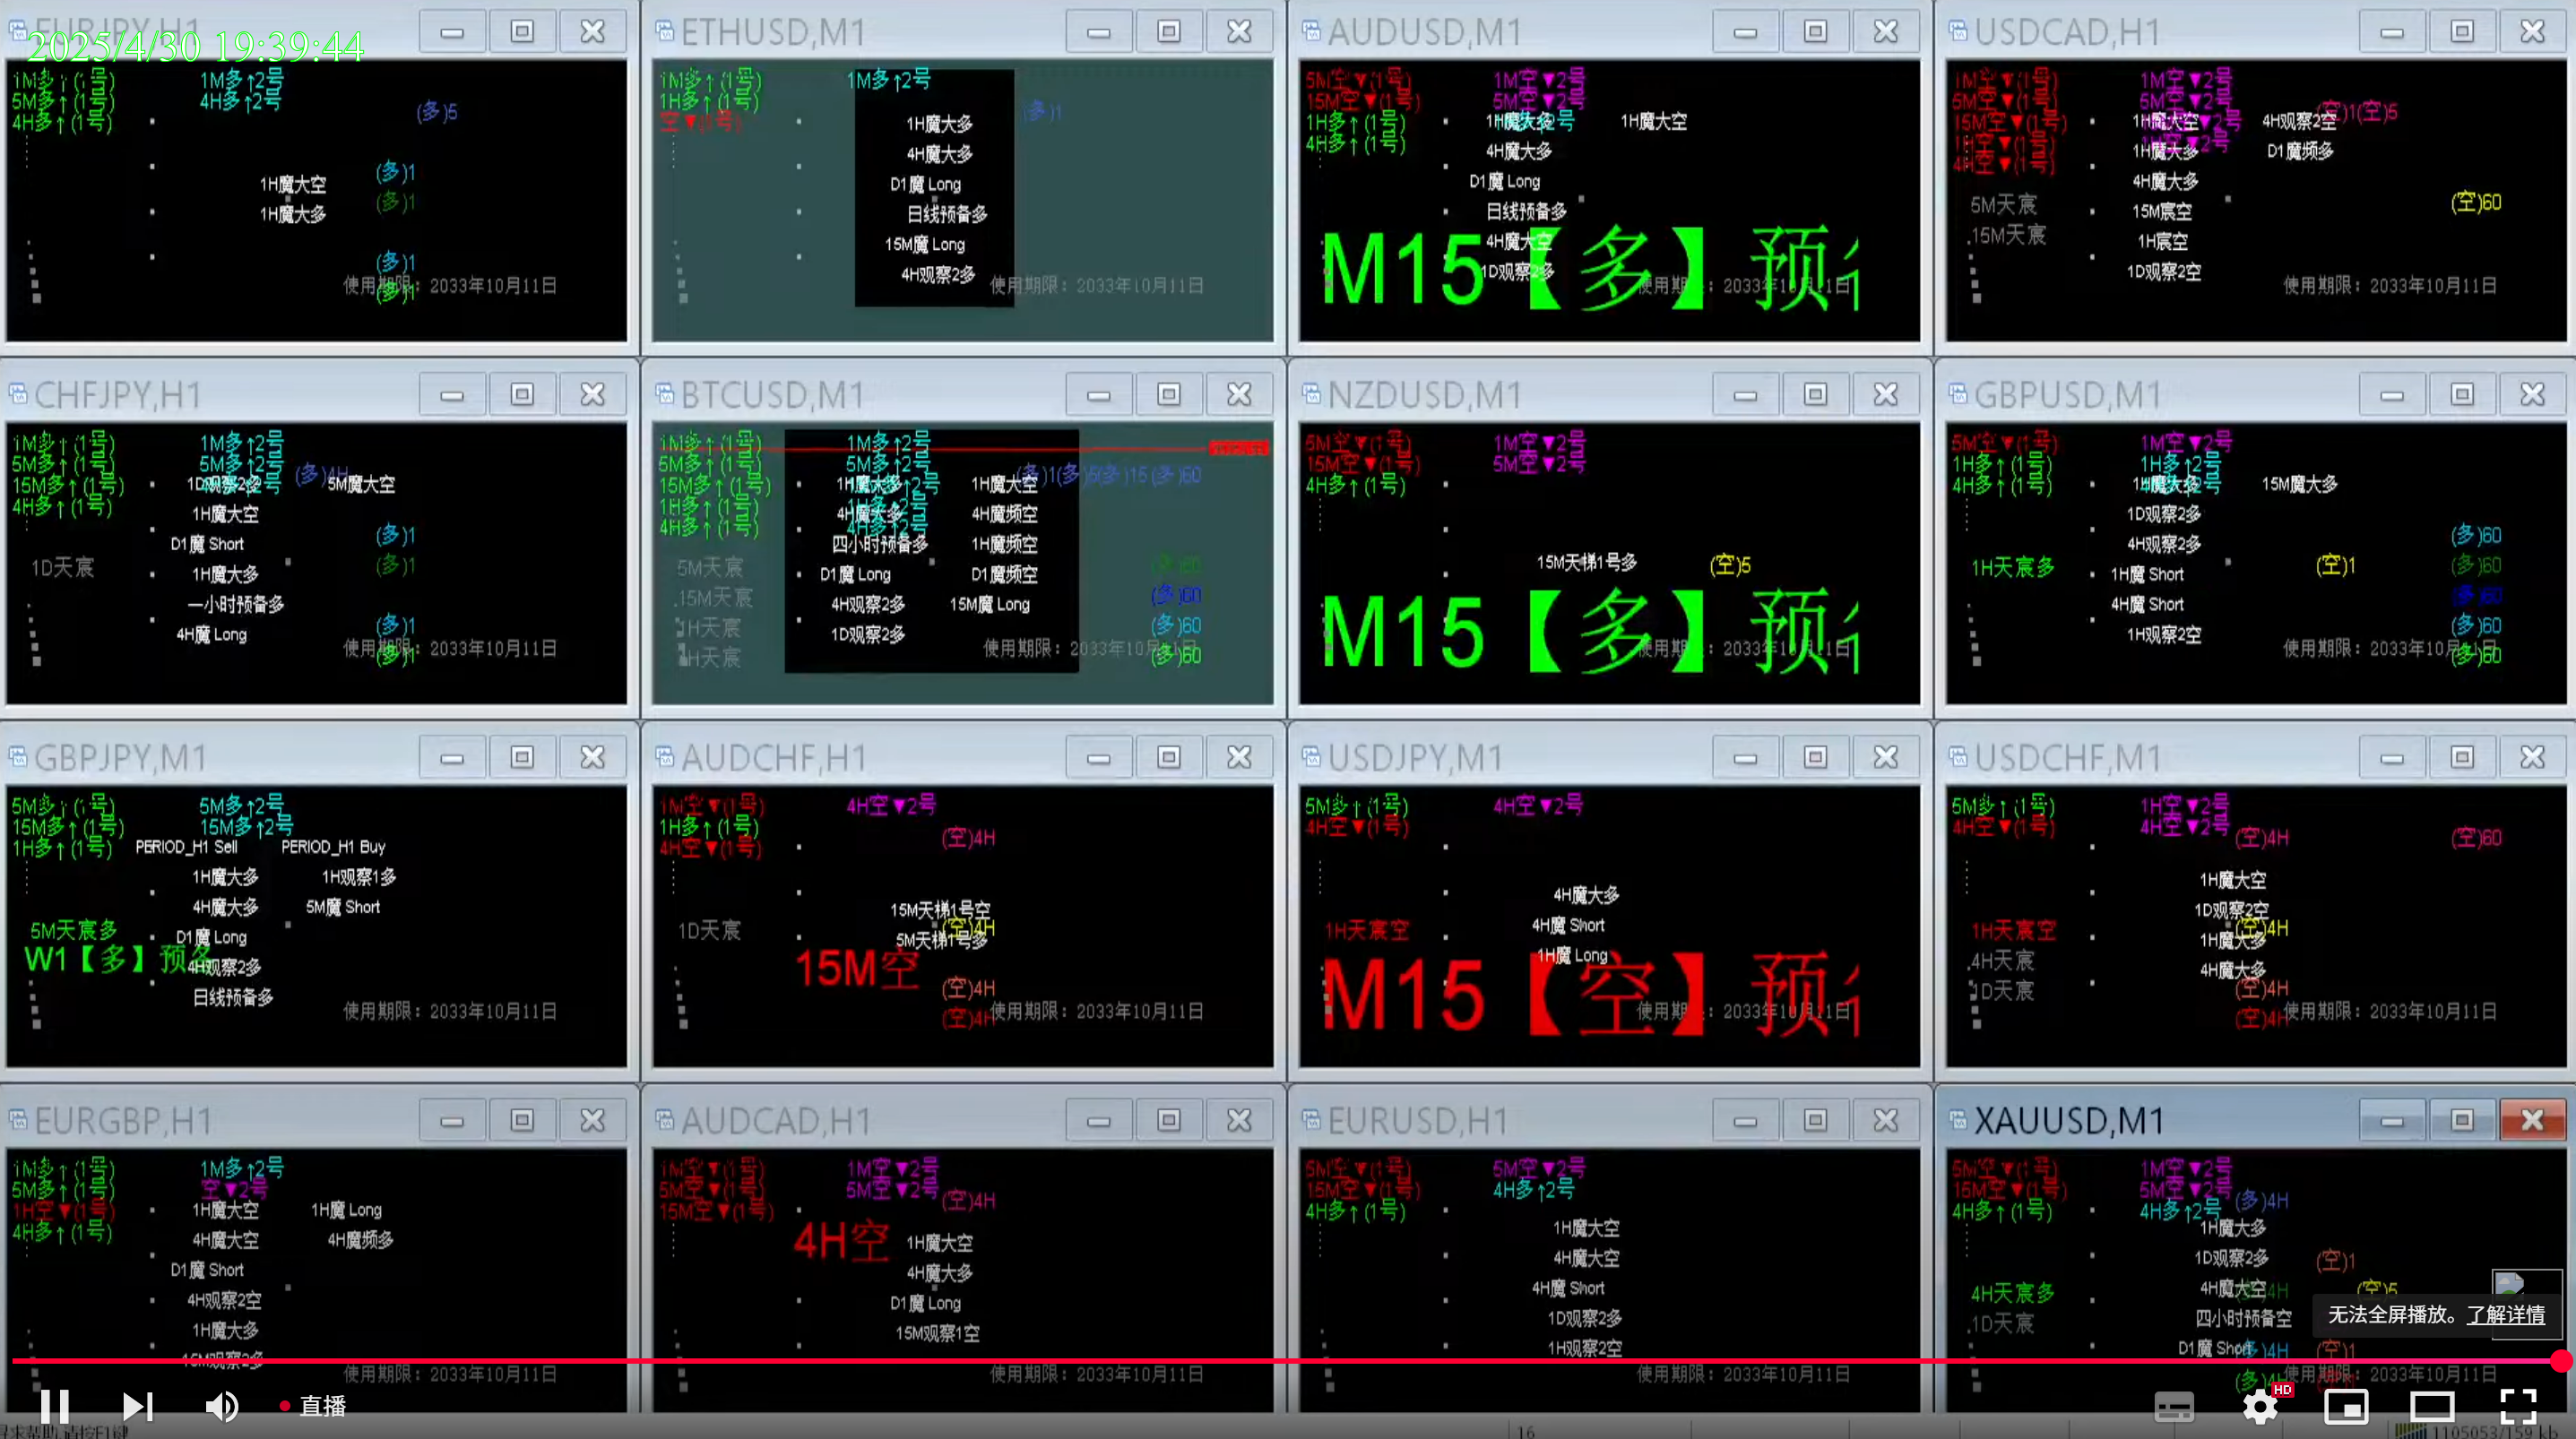 EURJPY,H1
2025/4/30 19:39:44
1M多↑(1号)
5M多↑(1号)
4H多↑(1号)
1M多↑2号
4H多↑2号
(多)5
(多)1
(多)1
1H魔大空
1H魔大多
(多)1
(多)1
使用期限：2033年10月11日
ETHUSD,M1
1M多↑(1号)
1H多↑(1号)
空▼(1号)
1M多↑2号
(多)1
1H魔大多
4H魔大多
D1魔 Long
日线预备多
15M魔 Long
4H观察2多
使用期限：2033年10月11日
AUDUSD,M1
5M空▼(1号)
15M空▼(1号)
1H多↑(1号)
4H多↑(1号)
1M空▼2号
5M空▼2号
1H魔大多
1H魔大空
4H魔大多
D1魔 Long
日线预备多
4H魔大空
1D观察2多
M15【多】预
使用期限：2033年10月11日
USDCAD,H1
1M空▼(1号)
5M空▼(1号)
15M空▼(1号)
1H空▼(1号)
4H空▼(1号)
1M空▼2号
5M空▼2号
(空)1(空)5
1H魔大空
4H观察2空
1H魔大多
D1魔频多
4H魔大多
15M宸空
1H宸空
1D观察2空
5M天宸
15M天宸
(空)60
使用期限：2033年10月11日
CHFJPY,H1
1M多↑(1号)
5M多↑(1号)
15M多↑(1号)
4H多↑(1号)
1M多↑2号
5M多↑2号
(多)4H
1D观察2多
5M魔大空
1H魔大空
D1魔 Short
1H魔大多
一小时预备多
4H魔 Long
1D天宸
(多)1
(多)1
(多)1
(多)1
使用期限：2033年10月11日
BTCUSD,M1
1M多↑(1号)
5M多↑(1号)
15M多↑(1号)
1H多↑(1号)
4H多↑(1号)
1M多↑2号
5M多↑2号
1H多↑2号
4H多↑2号
(多)1(多)5(多)15(多)60
1H魔大多
1H魔大空
4H魔大多
4H魔频空
四小时预备多
1H魔频空
D1魔 Long
D1魔频空
4H观察2多
15M魔 Long
1D观察2多
5M天宸
15M天宸
1H天宸
4H天宸
(多)60
(多)60
(多)60
(多)60
使用期限：2033年10月11日
NZDUSD,M1
5M空▼(1号)
15M空▼(1号)
4H多↑(1号)
1M空▼2号
5M空▼2号
15M天梯1号多
(空)5
M15【多】预
使用期限：2033年10月11日
GBPUSD,M1
5M空▼(1号)
1H多↑(1号)
4H多↑(1号)
1M空▼2号
1H多↑2号
1H魔大多
15M魔大多
1D观察2多
4H观察2多
1H魔 Short
4H魔 Short
1H观察2空
1H天宸多
(空)1
(多)60
(多)60
(多)60
(多)60
(多)60
使用期限：2033年10月11日
GBPJPY,M1
5M多↑(1号)
15M多↑(1号)
1H多↑(1号)
5M多↑2号
15M多↑2号
PERIOD_H1 Sell
PERIOD_H1 Buy
1H魔大多
1H观察1多
4H魔大多
5M魔 Short
D1魔 Long
4H观察2多
日线预备多
5M天宸多
W1【多】预备
使用期限：2033年10月11日
AUDCHF,H1
1M空▼(1号)
1H多↑(1号)
4H空▼(1号)
4H空▼2号
(空)4H
15M天梯1号空
(空)4H
5M天梯1号多
1D天宸
15M空
(空)4H
(空)4H
使用期限：2033年10月11日
USDJPY,M1
5M多↑(1号)
4H空▼(1号)
4H空▼2号
4H魔大多
4H魔 Short
1H魔 Long
1H天宸空
M15【空】预
使用期限：2033年10月11日
USDCHF,M1
5M多↑(1号)
4H空▼(1号)
1H空▼2号
4H空▼2号
(空)4H
(空)60
1H魔大空
1D观察2空
(空)4H
1H魔大多
4H魔大多
1H天宸空
4H天宸
1D天宸
(空)4H
(空)4H
使用期限：2033年10月11日
EURGBP,H1
1M多↑(1号)
5M多↑(1号)
1H空▼(1号)
4H多↑(1号)
1M多↑2号
空▼2号
1H魔大空
1H魔 Long
4H魔大空
4H魔频多
D1魔 Short
4H观察2空
1H魔大多
15M观察2多
使用期限：2033年10月11日
AUDCAD,H1
1M空▼(1号)
5M空▼(1号)
15M空▼(1号)
1M空▼2号
5M空▼2号
(空)4H
4H空
1H魔大空
4H魔大多
D1魔 Long
15M观察1空
使用期限：2033年10月11日
EURUSD,H1
5M空▼(1号)
15M空▼(1号)
4H多↑(1号)
5M空▼2号
4H多↑2号
1H魔大空
4H魔大空
4H魔 Short
1D观察2多
1H观察2空
使用期限：2033年10月11日
XAUUSD,M1
5M空▼(1号)
15M空▼(1号)
4H多↑(1号)
1M空▼2号
5M空▼2号
4H多↑2号
(多)4H
1H魔大多
1D观察2多
(空)1
4H魔大空
(空)5
四小时预备空
D1魔 Short
(多)4H
(空)1
4H天宸多
1D天宸
使用期限：2033年10月11日
无法全屏播放。了解详情
直播
HD
寻求帮助,请按F1键
16
1105053/159 kb